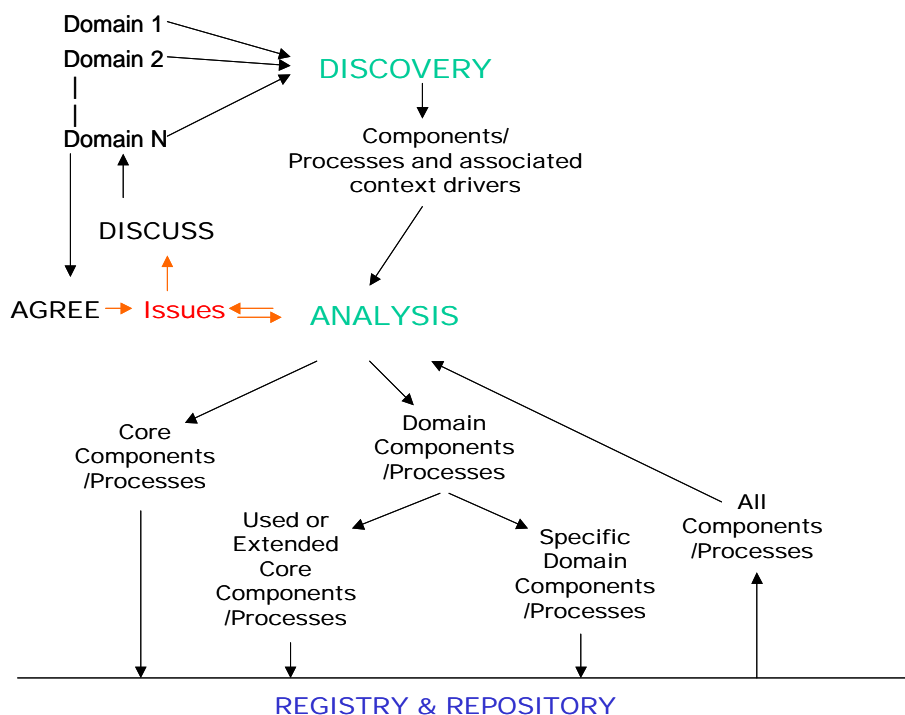 Domain 1
Domain 2
|
|
Domain N
DISCOVERY
Components/
Processes and associated
context drivers
DISCUSS
AGREE
Issues
ANALYSIS
Core
Components
/Processes
Domain
Components
/Processes
Used or
Extended
Core
Components
/Processes
Specific
Domain
Components
/Processes
All
Components
/Processes
REGISTRY & REPOSITORY